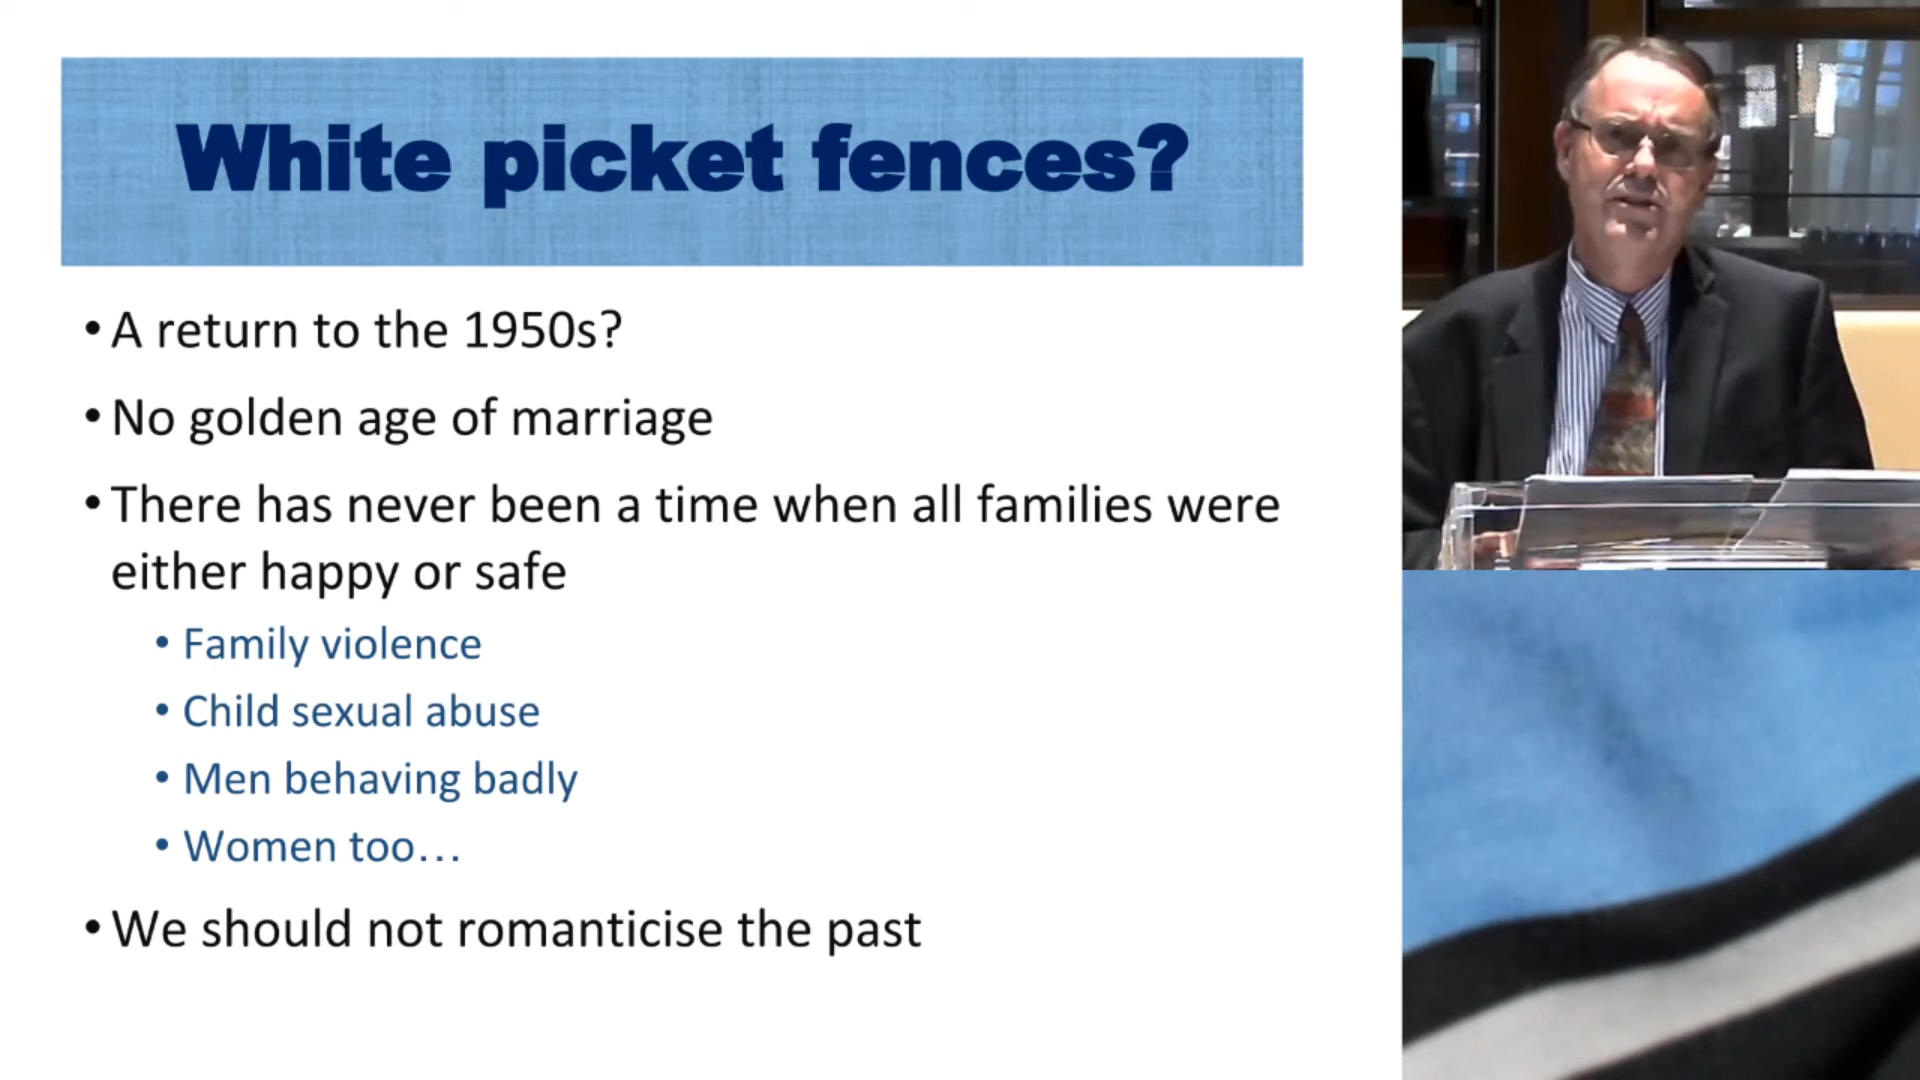 White picket fences?
• A return to the 1950s?
• No golden age of marriage
• There has never been a time when all families were
either happy or safe
• Family violence
• Child sexual abuse
• Men behaving badly
• Women too…
• We should not romanticise the past